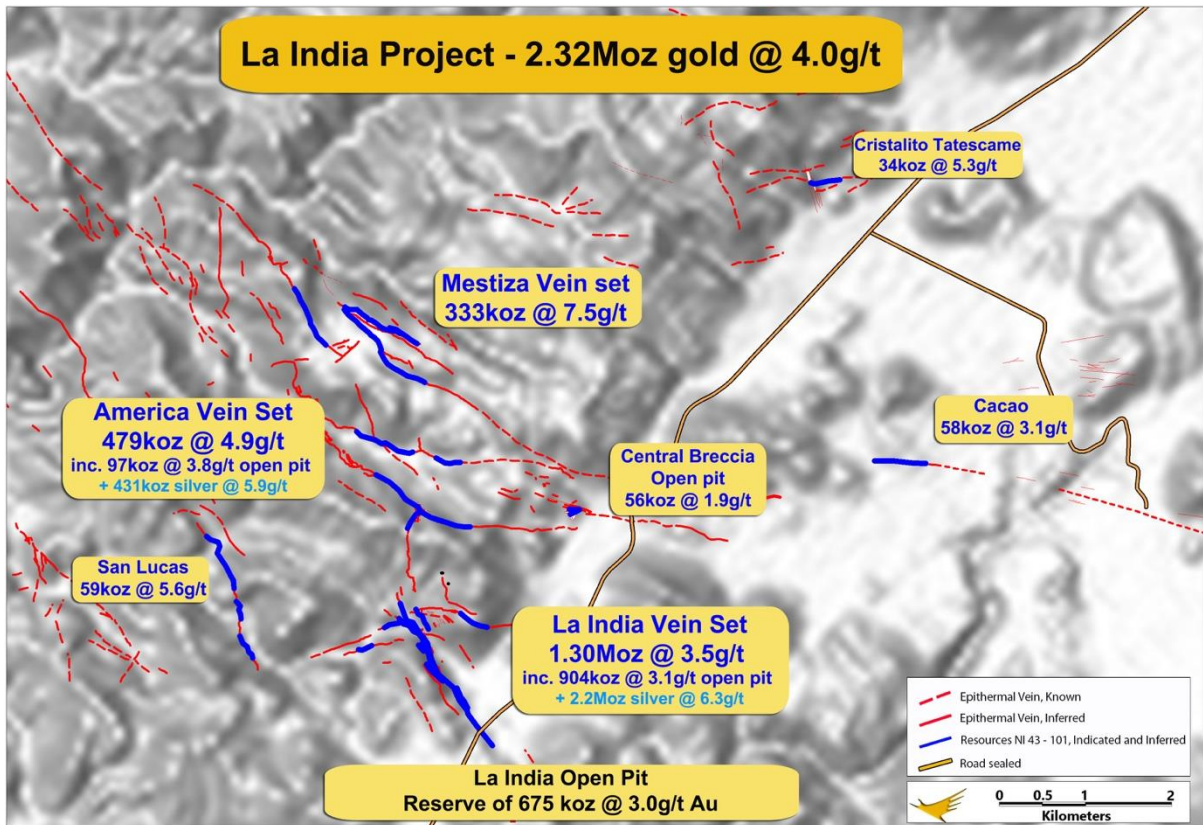 La India Project - 2.32Moz gold @ 4.0g/t
Cristalito Tatescame
34koz @ 5.3g/t
Mestiza Vein set
333koz @ 7.5g/t
America Vein Set
479koz @ 4.9g/t
inc. 97koz @ 3.8g/t open pit
+ 431koz silver @ 5.9g/t
Cacao
58koz @ 3.1g/t
Central Breccia
Open pit
56koz @ 1.9g/t
San Lucas
59koz @ 5.6g/t
La India Vein Set
1.30Moz @ 3.5g/t
inc. 904koz @ 3.1g/t open pit
+ 2.2Moz silver @ 6.3g/t
La India Open Pit
Reserve of 675 koz @ 3.0g/t Au
Epithermal Vein, Known
Epithermal Vein, Inferred
Resources NI 43 - 101, Indicated and Inferred
Road sealed
0 0.5 1 2
Kilometers